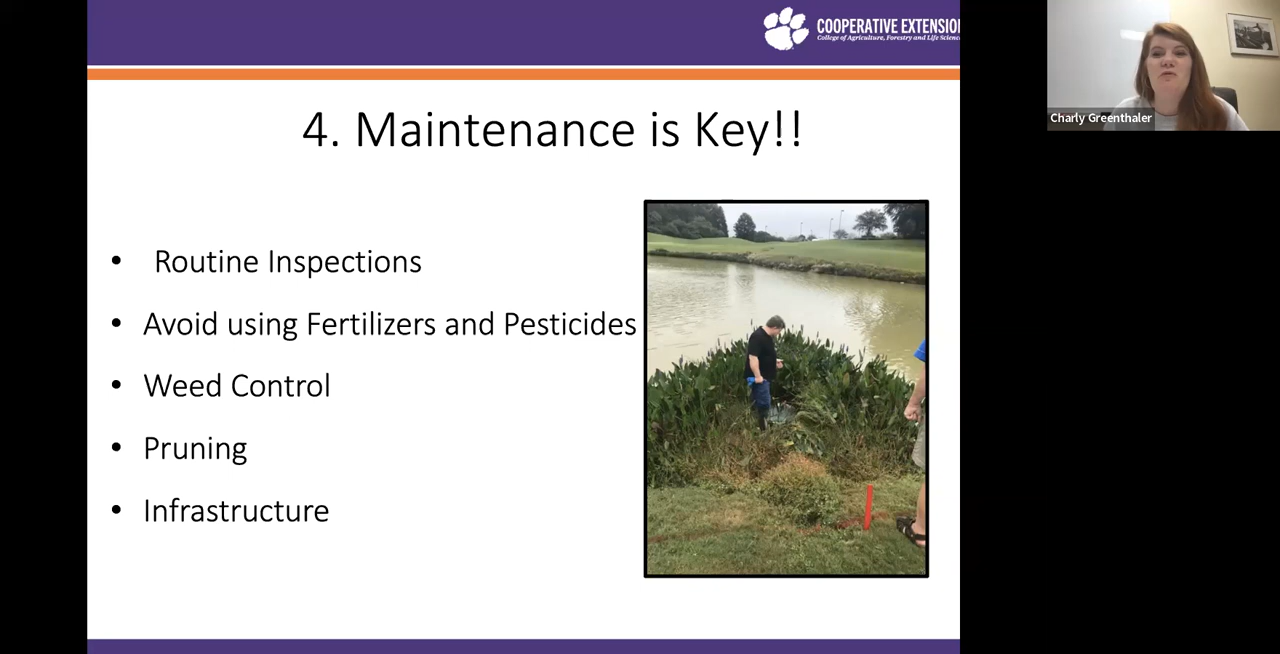 COOPERATIVE EXTENSION
College of Agriculture, Forestry and Life Scienc
Charly Greenthaler
4. Maintenance is Key!!
• Routine Inspections
• Avoid using Fertilizers and Pesticides
• Weed Control
• Pruning
• Infrastructure